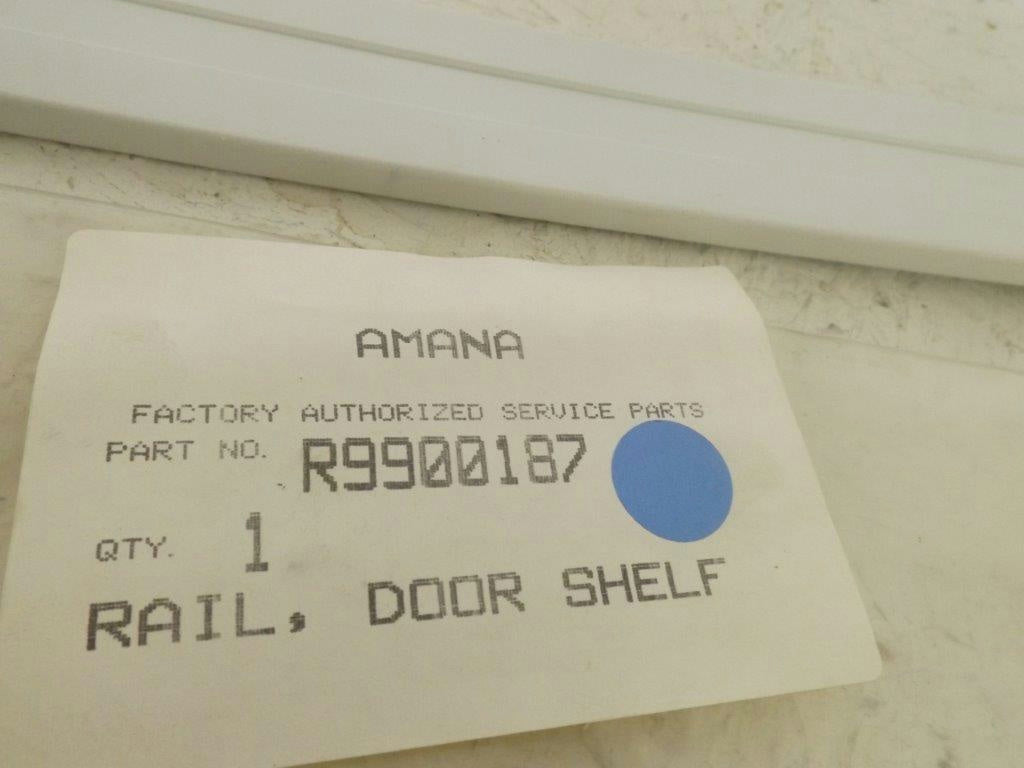 AMANA
FACTORY AUTHORIZED SERVICE PARTS
PART NO. R9900187
QTY. 1
RAIL, DOOR SHELF